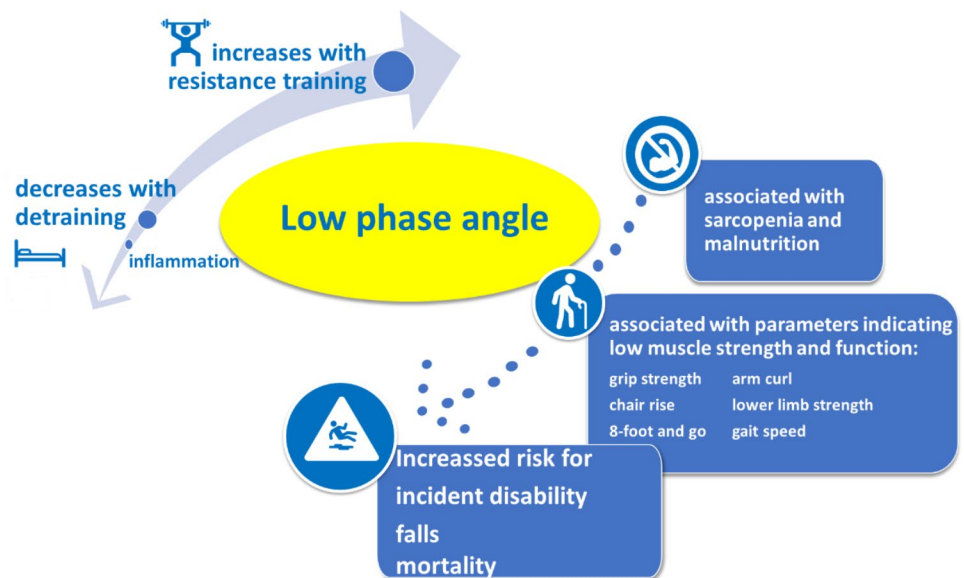 increases with
resistance training
decreases with
detraining
inflammation
Low phase angle
associated with
sarcopenia and
malnutrition
associated with parameters indicating
low muscle strength and function:
grip strength arm curl
chair rise lower limb strength
8-foot and go gait speed
Increassed risk for
incident disability
falls
mortality